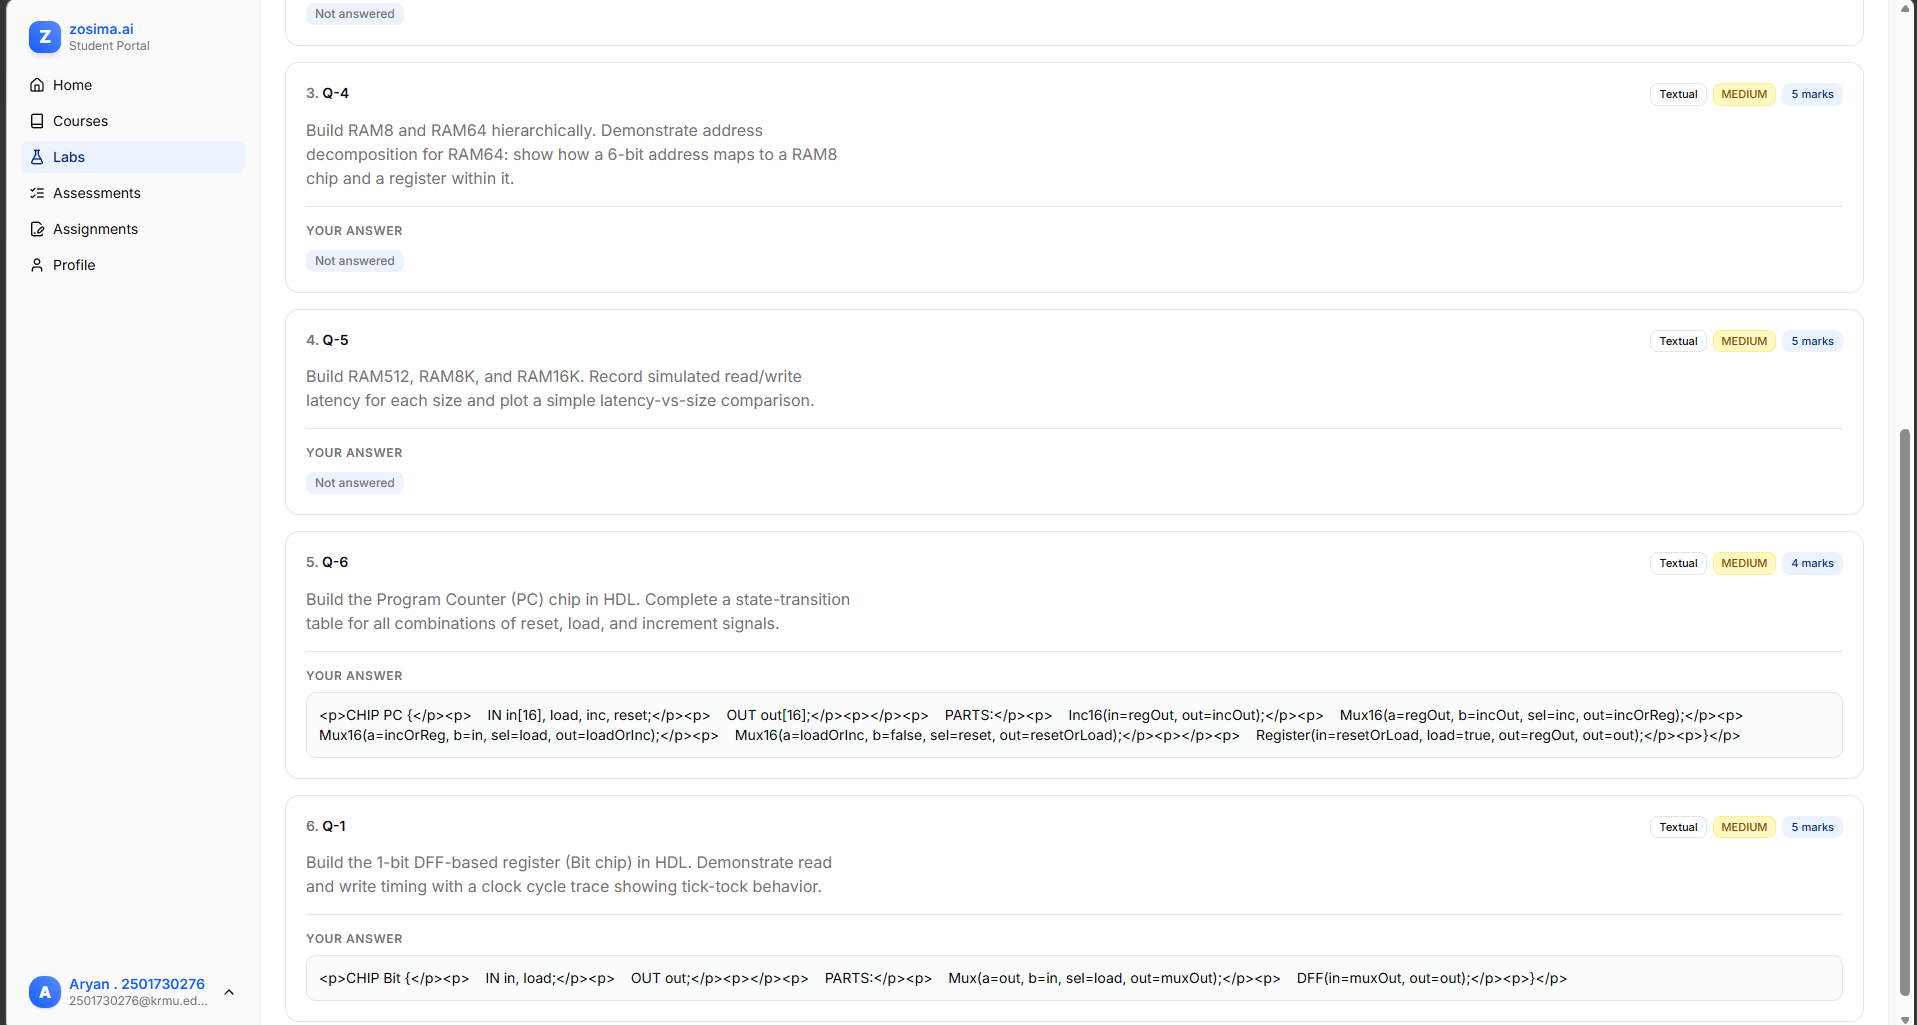 Z
zosima.ai
Student Portal
Home
Courses
Labs
Assessments
Assignments
Profile
A
Aryan . 2501730276
2501730276@krmu.ed...
Not answered
3. Q-4
Textual MEDIUM 5 marks
Build RAM8 and RAM64 hierarchically. Demonstrate address
decomposition for RAM64: show how a 6-bit address maps to a RAM8
chip and a register within it.
YOUR ANSWER
Not answered
4. Q-5
Textual MEDIUM 5 marks
Build RAM512, RAM8K, and RAM16K. Record simulated read/write
latency for each size and plot a simple latency-vs-size comparison.
YOUR ANSWER
Not answered
5. Q-6
Textual MEDIUM 4 marks
Build the Program Counter (PC) chip in HDL. Complete a state-transition
table for all combinations of reset, load, and increment signals.
YOUR ANSWER
<p>CHIP PC {</p><p>    IN in[16], load, inc, reset;</p><p>    OUT out[16];</p><p></p><p>    PARTS:</p><p>    Inc16(in=regOut, out=incOut);</p><p>    Mux16(a=regOut, b=incOut, sel=inc, out=incOrReg);</p><p>
Mux16(a=incOrReg, b=in, sel=load, out=loadOrInc);</p><p>    Mux16(a=loadOrInc, b=false, sel=reset, out=resetOrLoad);</p><p></p><p>    Register(in=resetOrLoad, load=true, out=regOut, out=out);</p><p>}</p>
6. Q-1
Textual MEDIUM 5 marks
Build the 1-bit DFF-based register (Bit chip) in HDL. Demonstrate read
and write timing with a clock cycle trace showing tick-tock behavior.
YOUR ANSWER
<p>CHIP Bit {</p><p>    IN in, load;</p><p>    OUT out;</p><p></p><p>    PARTS:</p><p>    Mux(a=out, b=in, sel=load, out=muxOut);</p><p>    DFF(in=muxOut, out=out);</p><p>}</p>